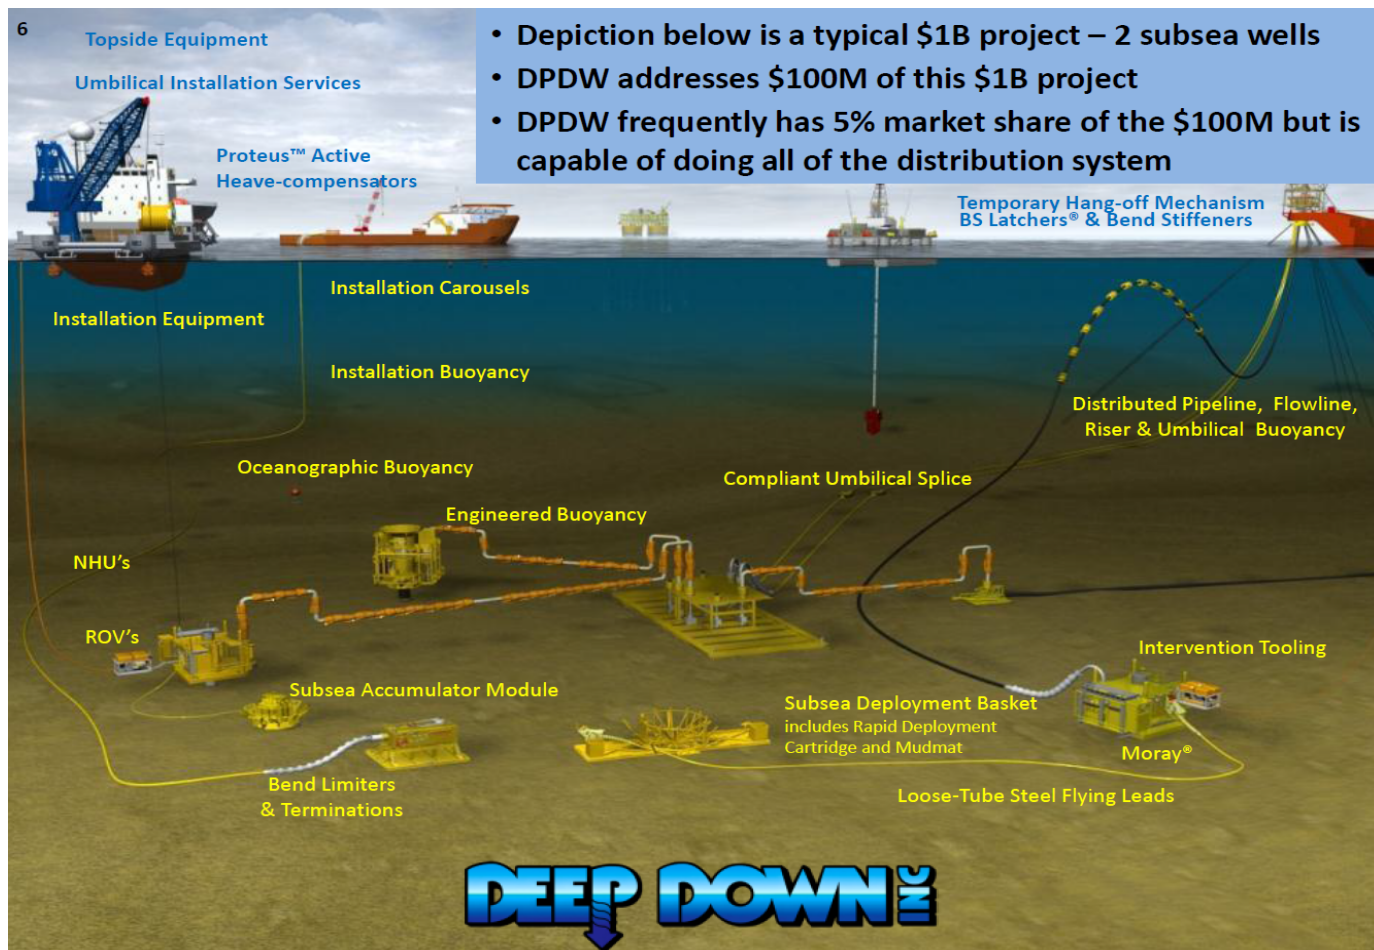 6
• Depiction below is a typical $1B project – 2 subsea wells
• DPDW addresses $100M of this $1B project
• DPDW frequently has 5% market share of the $100M but is
capable of doing all of the distribution system
Topside Equipment
Umbilical Installation Services
Proteus™ Active
Heave-compensators
Temporary Hang-off Mechanism
BS Latchers® & Bend Stiffeners
Installation Carousels
Installation Equipment
Installation Buoyancy
Distributed Pipeline, Flowline,
Riser & Umbilical Buoyancy
Oceanographic Buoyancy
Compliant Umbilical Splice
Engineered Buoyancy
NHU's
ROV's
Intervention Tooling
Subsea Accumulator Module
Subsea Deployment Basket
includes Rapid Deployment
Cartridge and Mudmat
Moray®
Bend Limiters
& Terminations
Loose-Tube Steel Flying Leads
DEEP DOWN INC